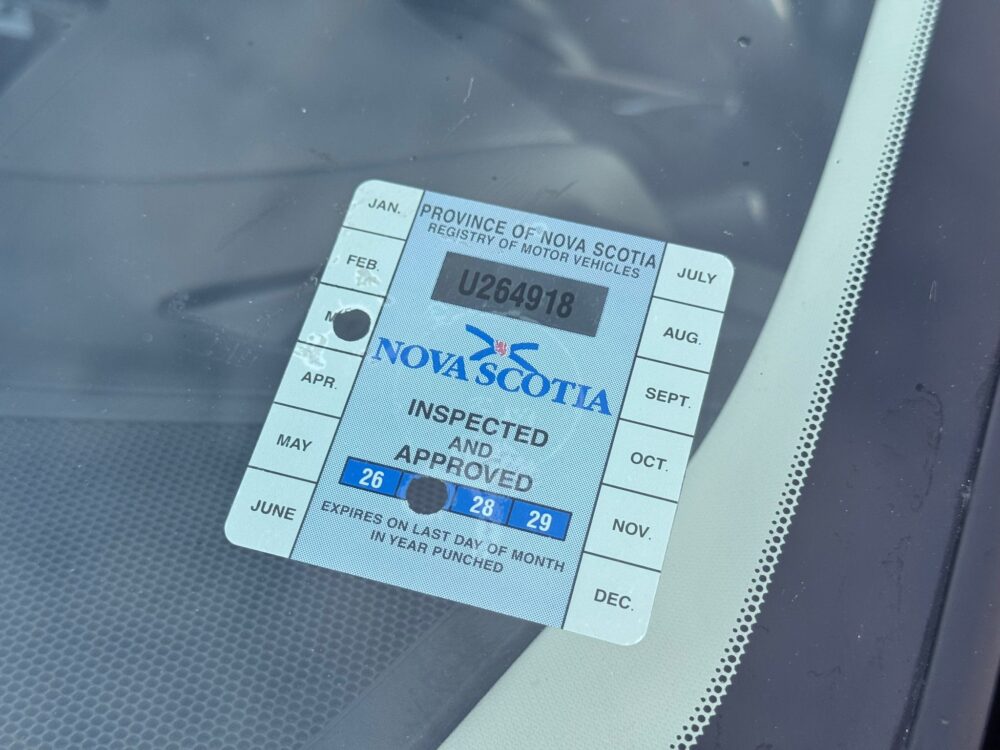 JAN.
FEB.
APR.
MAY
JUNE
PROVINCE OF NOVA SCOTIA
REGISTRY OF MOTOR VEHICLES
U264918
NOVA SCOTIA
INSPECTED
AND
APPROVED
26 28 29
EXPIRES ON LAST DAY OF MONTH
IN YEAR PUNCHED
JULY
AUG.
SEPT.
OCT.
NOV.
DEC.